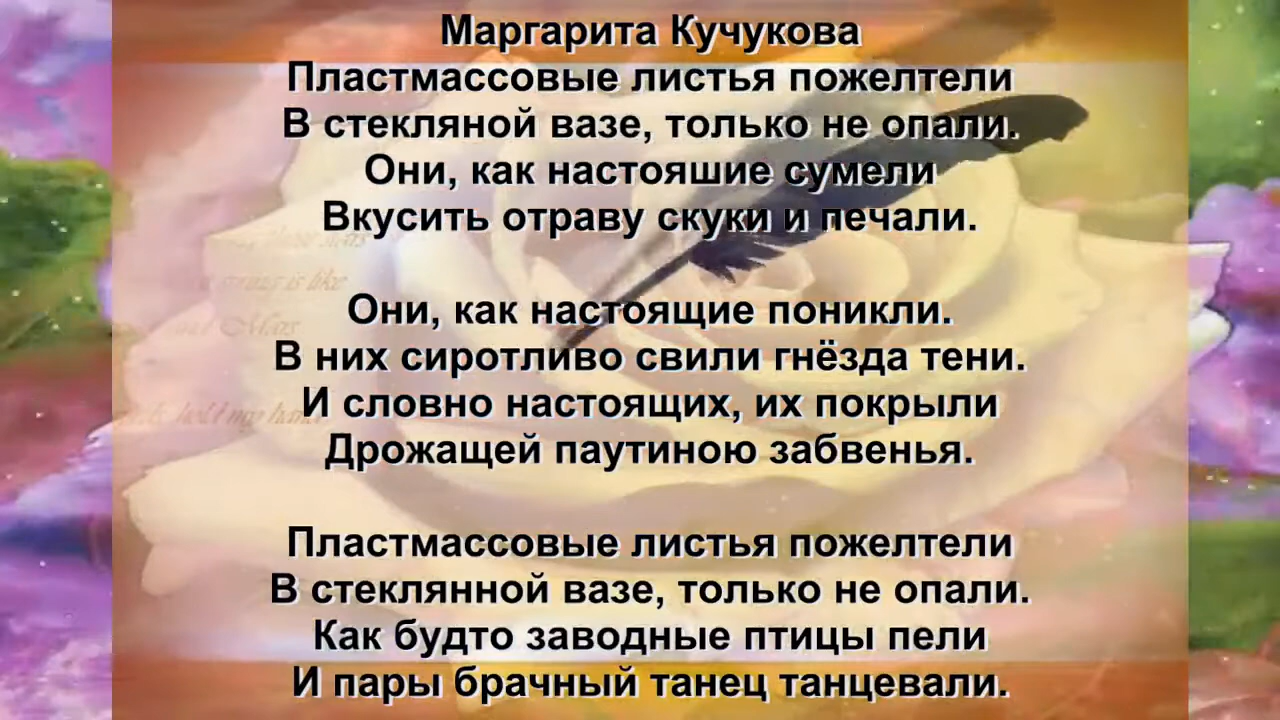 Маргарита Кучукова
Пластмассовые листья пожелтели
В стекляной вазе, только не опали.
Они, как настояшие сумели
Вкусить отраву скуки и печали.
Они, как настоящие поникли.
В них сиротливо свили гнёзда тени.
И словно настоящих, их покрыли
Дрожащей паутиною забвенья.
Пластмассовые листья пожелтели
В стеклянной вазе, только не опали.
Как будто заводные птицы пели
И пары брачный танец танцевали.